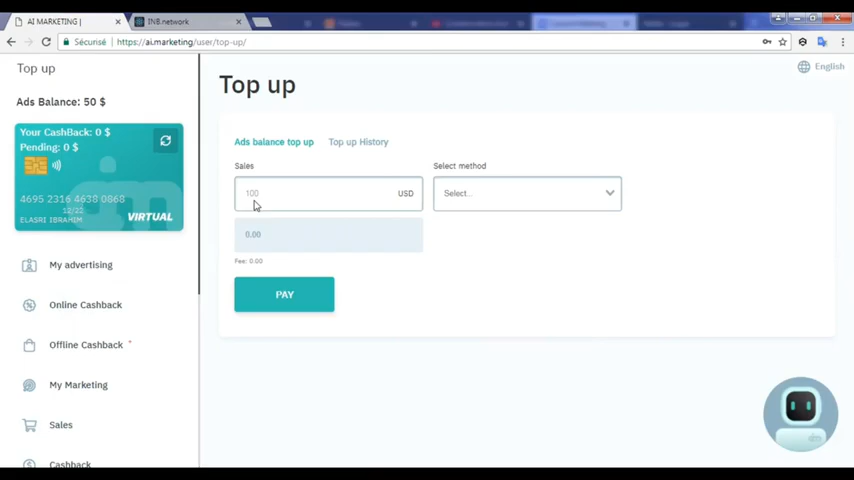 AI MARKETING |
INB.network
Sécurisé
https://ai.marketing/user/top-up/
Top up
English
Top up
Ads Balance: 50 $
Your CashBack: 0 $
Pending: 0 $
4695 2316 4638 0868
12/22
ELASRI IBRAHIM
VIRTUAL
Ads balance top up
Top up History
Sales
Select method
100
USD
Select...
0.00
Fee: 0.00
PAY
My advertising
Online Cashback
Offline Cashback
My Marketing
Sales
Cashback